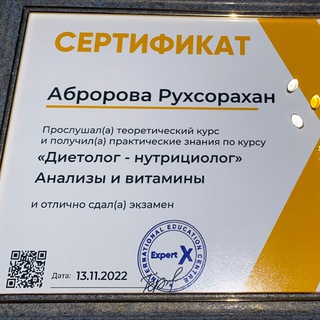 СЕРТИФИКАТ
Абророва Рухсорахан
Прослушал(а) теоретический курс
и получил(а) практические знания по курсу
«Диетолог - нутрициолог»
Анализы и витамины
и отлично сдал(а) экзамен
Дата: 13.11.2022
INTERNATIONAL EDUCATION CENTRE
Expert X